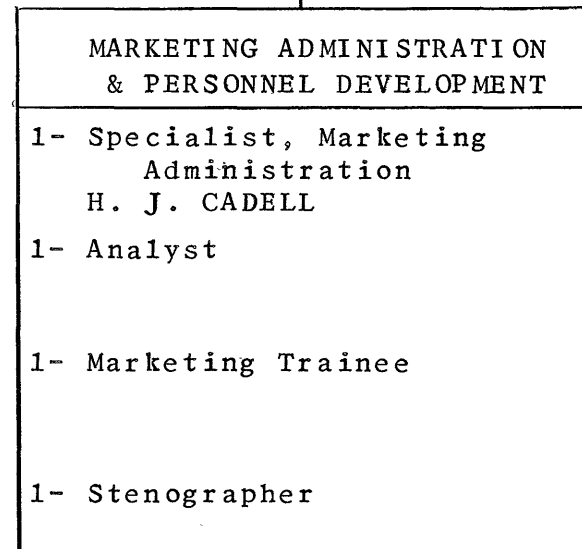 MARKETING ADMINISTRATION
& PERSONNEL DEVELOPMENT
1- Specialist, Marketing
Administration
H. J. CADELL
1- Analyst
1- Marketing Trainee
1- Stenographer